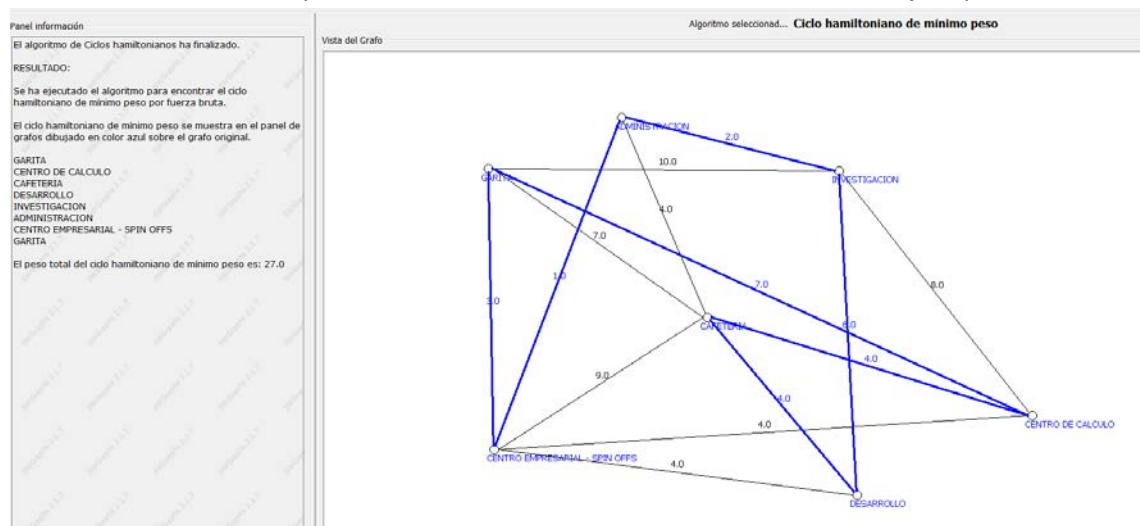 Panel información
El algoritmo de Ciclos hamiltonianos ha finalizado.
RESULTADO:
Se ha ejecutado el algoritmo para encontrar el ciclo
hamiltoniano de mínimo peso por fuerza bruta.
El ciclo hamiltoniano de mínimo peso se muestra en el panel de
grafos dibujado en color azul sobre el grafo original.
GARITA
CENTRO DE CALCULO
CAFETERIA
DESARROLLO
INVESTIGACION
ADMINISTRACION
CENTRO EMPRESARIAL - SPIN OFFS
GARITA
El peso total del ciclo hamiltoniano de mínimo peso es: 27.0
Algoritmo seleccionad... Ciclo hamiltoniano de mínimo peso
Vista del Grafo
ADMINISTRACION
2.0
10.0
GARITA
INVESTIGACION
4.0
7.0
1.0
7.0
8.0
3.0
CAFETERIA
6.0
4.0
9.0
4.0
4.0
CENTRO DE CALCULO
CENTRO EMPRESARIAL - SPIN OFFS
4.0
DESARROLLO